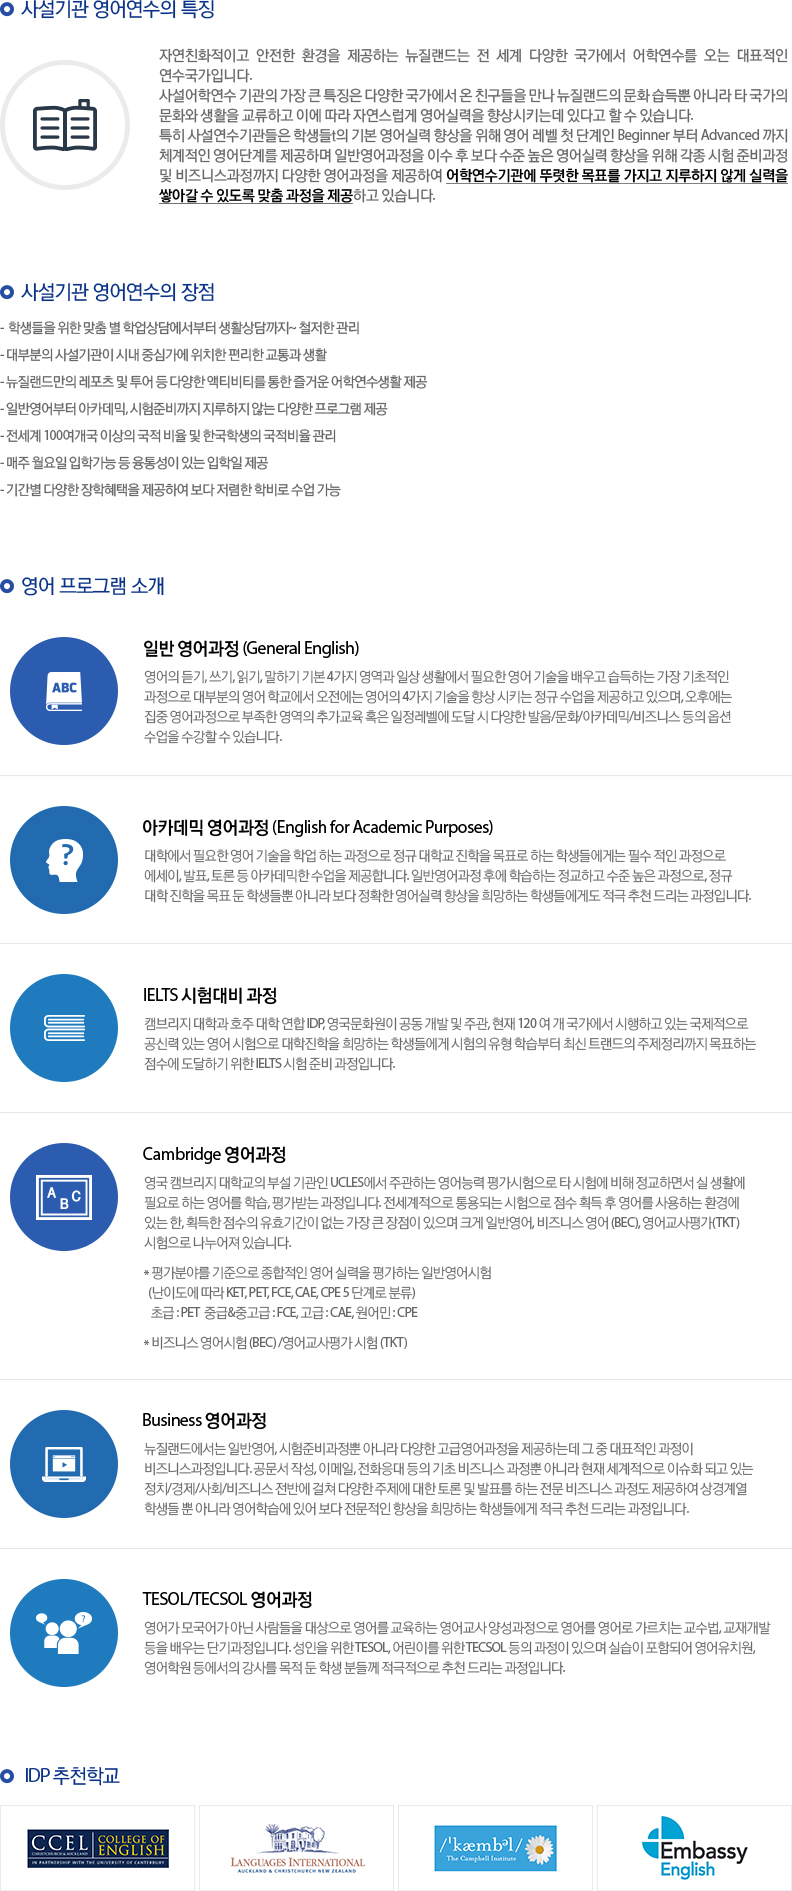 사설기관 영어연수의 특징
자연친화적이고 안전한 환경을 제공하는 뉴질랜드는 전 세계 다양한 국가에서 어학연수를 오는 대표적인
연수국가입니다.
사설어학연수 기관의 가장 큰 특징은 다양한 국가에서 온 친구들을 만나 뉴질랜드의 문화 습득뿐 아니라 타 국가의
문화와 생활을 교류하고 이에 따라 자연스럽게 영어실력을 향상시키는데 있다고 할 수 있습니다.
특히 사설연수기관들은 학생들t의 기본 영어실력 향상을 위해 영어 레벨 첫 단계인 Beginner 부터 Advanced 까지
체계적인 영어단계를 제공하며 일반영어과정을 이수 후 보다 수준 높은 영어실력 향상을 위해 각종 시험 준비과정
및 비즈니스과정까지 다양한 영어과정을 제공하여 어학연수기관에 뚜렷한 목표를 가지고 지루하지 않게 실력을
쌓아갈 수 있도록 맞춤 과정을 제공하고 있습니다.
사설기관 영어연수의 장점
- 학생들을 위한 맞춤 별 학업상담에서부터 생활상담까지~ 철저한 관리
- 대부분의 사설기관이 시내 중심가에 위치한 편리한 교통과 생활
- 뉴질랜드만의 레포츠 및 투어 등 다양한 액티비티를 통한 즐거운 어학연수생활 제공
- 일반영어부터 아카데믹, 시험준비까지 지루하지 않는 다양한 프로그램 제공
- 전세계 100여개국 이상의 국적 비율 및 한국학생의 국적비율 관리
- 매주 월요일 입학가능 등 융통성이 있는 입학일 제공
- 기간별 다양한 장학혜택을 제공하여 보다 저렴한 학비로 수업 가능
영어 프로그램 소개
ABC
일반 영어과정 (General English)
영어의 듣기, 쓰기, 읽기, 말하기 기본 4가지 영역과 일상 생활에서 필요한 영어 기술을 배우고 습득하는 가장 기초적인
과정으로 대부분의 영어 학교에서 오전에는 영어의 4가지 기술을 향상 시키는 정규 수업을 제공하고 있으며, 오후에는
집중 영어과정으로 부족한 영역의 추가교육 혹은 일정레벨에 도달 시 다양한 발음/문화/아카데믹/비즈니스 등의 옵션
수업을 수강할 수 있습니다.
?
아카데믹 영어과정 (English for Academic Purposes)
대학에서 필요한 영어 기술을 학업 하는 과정으로 정규 대학교 진학을 목표로 하는 학생들에게는 필수 적인 과정으로
에세이, 발표, 토론 등 아카데믹한 수업을 제공합니다. 일반영어과정 후에 학습하는 정교하고 수준 높은 과정으로, 정규
대학 진학을 목표 둔 학생들뿐 아니라 보다 정확한 영어실력 향상을 희망하는 학생들에게도 적극 추천 드리는 과정입니다.
IELTS 시험대비 과정
캠브리지 대학과 호주 대학 연합 IDP, 영국문화원이 공동 개발 및 주관, 현재 120 여 개 국가에서 시행하고 있는 국제적으로
공신력 있는 영어 시험으로 대학진학을 희망하는 학생들에게 시험의 유형 학습부터 최신 트랜드의 주제정리까지 목표하는
점수에 도달하기 위한 IELTS 시험 준비 과정입니다.
A B C
Cambridge 영어과정
영국 캠브리지 대학교의 부설 기관인 UCLES에서 주관하는 영어능력 평가시험으로 타 시험에 비해 정교하면서 실 생활에
필요로 하는 영어를 학습, 평가받는 과정입니다. 전세계적으로 통용되는 시험으로 점수 획득 후 영어를 사용하는 환경에
있는 한, 획득한 점수의 유효기간이 없는 가장 큰 장점이 있으며 크게 일반영어, 비즈니스 영어 (BEC), 영어교사평가(TKT)
시험으로 나누어져 있습니다.
* 평가분야를 기준으로 종합적인 영어 실력을 평가하는 일반영어시험
(난이도에 따라 KET, PET, FCE, CAE, CPE 5 단계로 분류)
초급 : PET 중급&중고급 : FCE, 고급 : CAE, 원어민 : CPE
* 비즈니스 영어시험 (BEC) /영어교사평가 시험 (TKT)
Business 영어과정
뉴질랜드에서는 일반영어, 시험준비과정뿐 아니라 다양한 고급영어과정을 제공하는데 그 중 대표적인 과정이
비즈니스과정입니다. 공문서 작성, 이메일, 전화응대 등의 기초 비즈니스 과정뿐 아니라 현재 세계적으로 이슈화 되고 있는
정치/경제/사회/비즈니스 전반에 걸쳐 다양한 주제에 대한 토론 및 발표를 하는 전문 비즈니스 과정도 제공하여 상경계열
학생들 뿐 아니라 영어학습에 있어 보다 전문적인 향상을 희망하는 학생들에게 적극 추천 드리는 과정입니다.
?
TESOL/TECSOL 영어과정
영어가 모국어가 아닌 사람들을 대상으로 영어를 교육하는 영어교사 양성과정으로 영어를 영어로 가르치는 교수법, 교재개발
등을 배우는 단기과정입니다. 성인을 위한 TESOL, 어린이를 위한 TECSOL 등의 과정이 있으며 실습이 포함되어 영어유치원,
영어학원 등에서의 강사를 목적 둔 학생 분들께 적극적으로 추천 드리는 과정입니다.
IDP 추천학교
CCEL COLLEGE OF ENGLISH
CHRISTCHURCH & AUCKLAND
IN PARTNERSHIP WITH THE UNIVERSITY OF CANTERBURY
LANGUAGES INTERNATIONAL
AUCKLAND & CHRISTCHURCH NEW ZEALAND
/'kæmbəl/
The Campbell Institute
Embassy
English